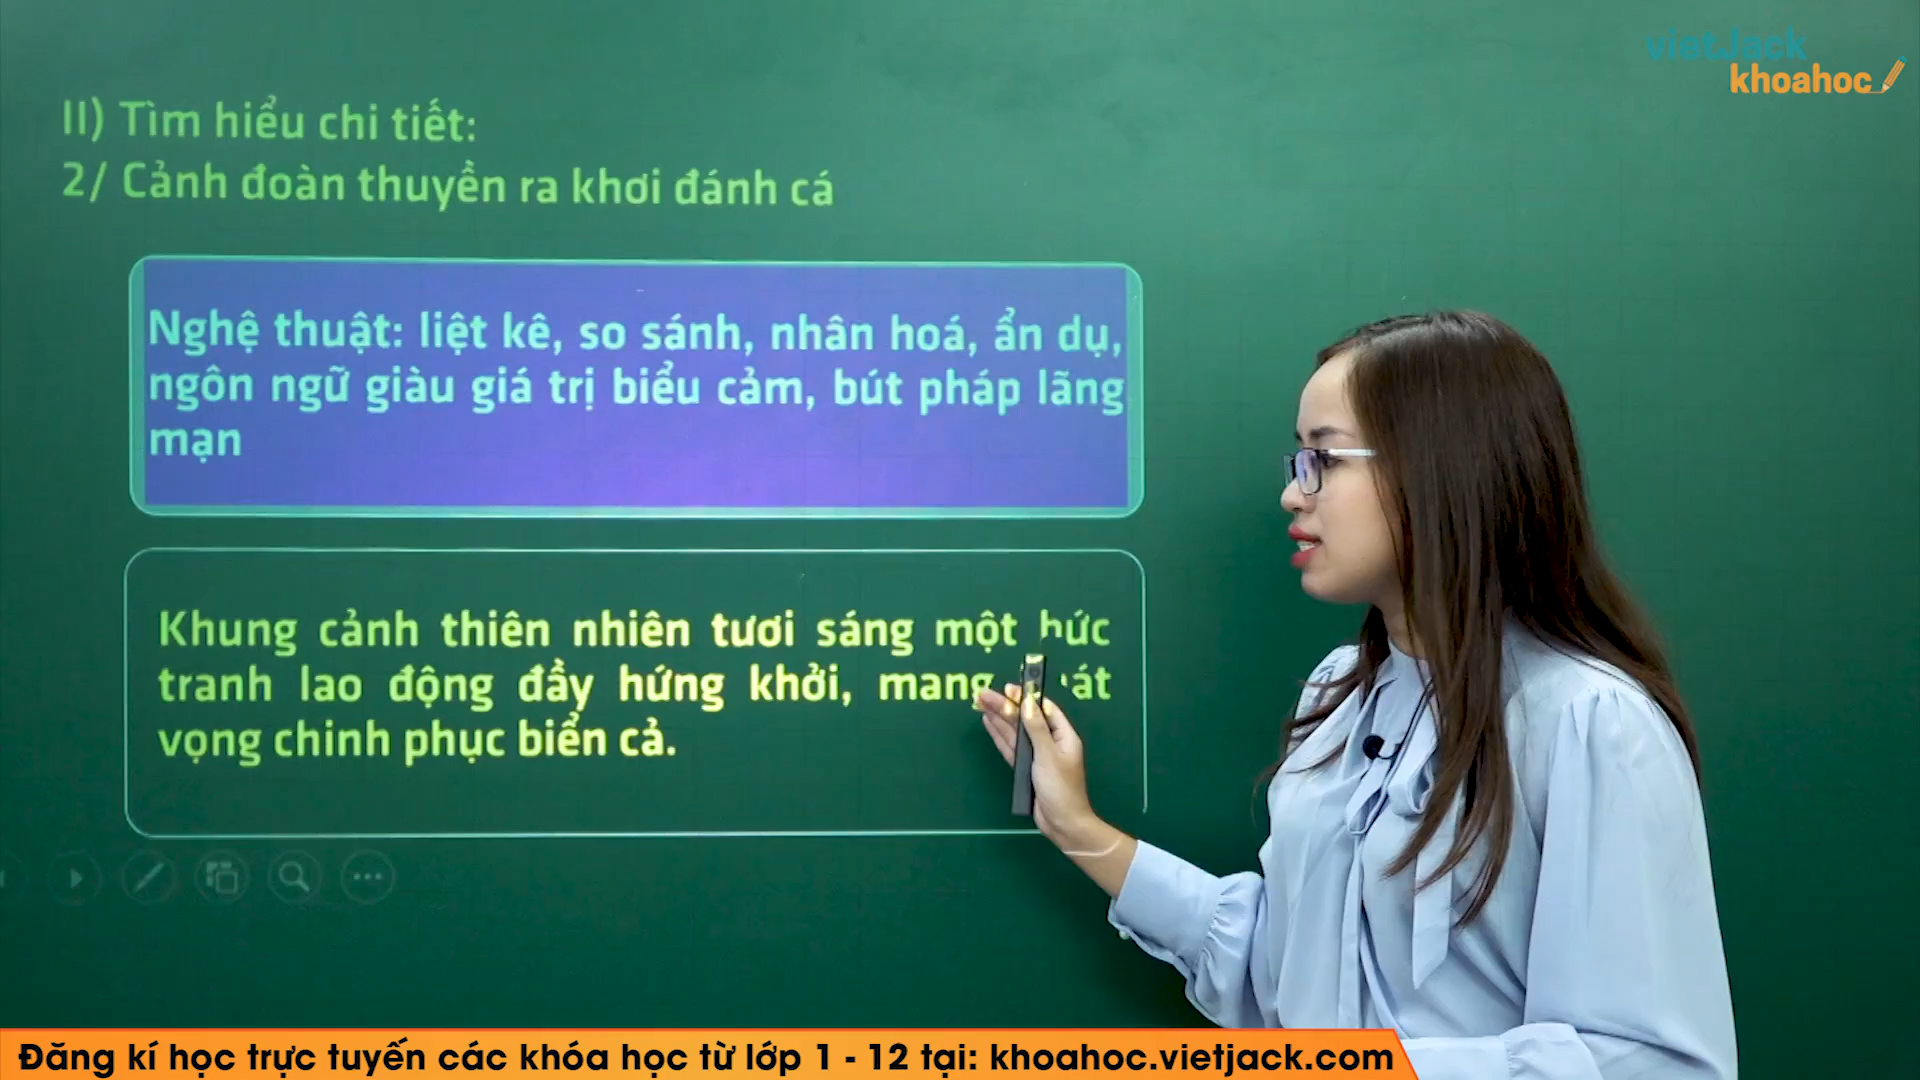 vietJack
khoahoc
II) Tìm hiểu chi tiết:
2/ Cảnh đoàn thuyền ra khơi đánh cá
Nghệ thuật: liệt kê, so sánh, nhân hoá, ẩn dụ,
ngôn ngữ giàu giá trị biểu cảm, bút pháp lãng
mạn
Khung cảnh thiên nhiên tươi sáng một bức
tranh lao động đầy hứng khởi, mang
vọng chinh phục biển cả.
Đăng kí học trực tuyến các khóa học từ lớp 1 - 12 tại: khoahoc.vietjack.com